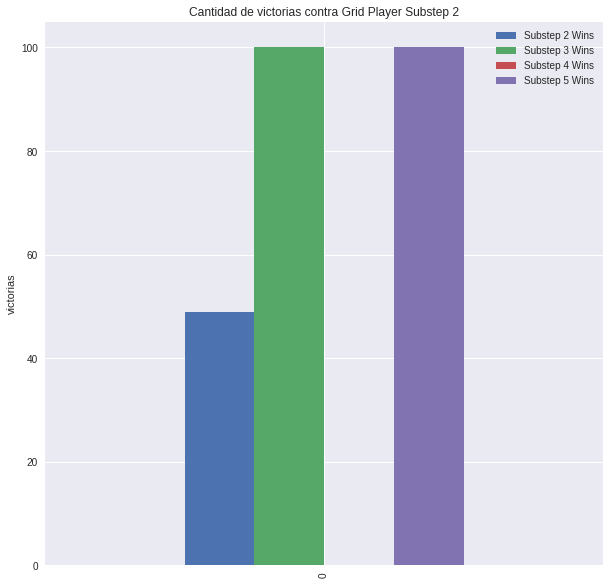 Cantidad de victorias contra Grid Player Substep 2
Substep 2 Wins
Substep 3 Wins
Substep 4 Wins
Substep 5 Wins
100
80
60
40
20
0
victorias
0